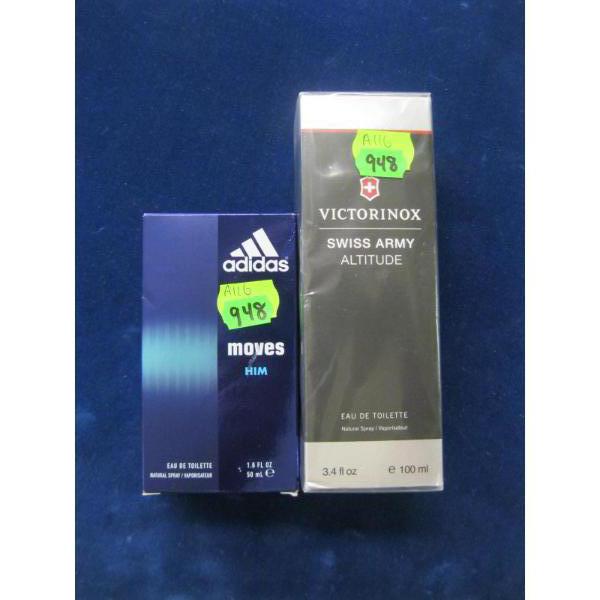 adidas
A116
948
moves
HIM
EAU DE TOILETTE
NATURAL SPRAY / VAPORISATEUR
1.6 FL OZ
50 mL e
A116
948
VICTORINOX
SWISS ARMY
ALTITUDE
EAU DE TOILETTE
Natural Spray / Vaporisateur
3.4 fl oz
e 100 ml